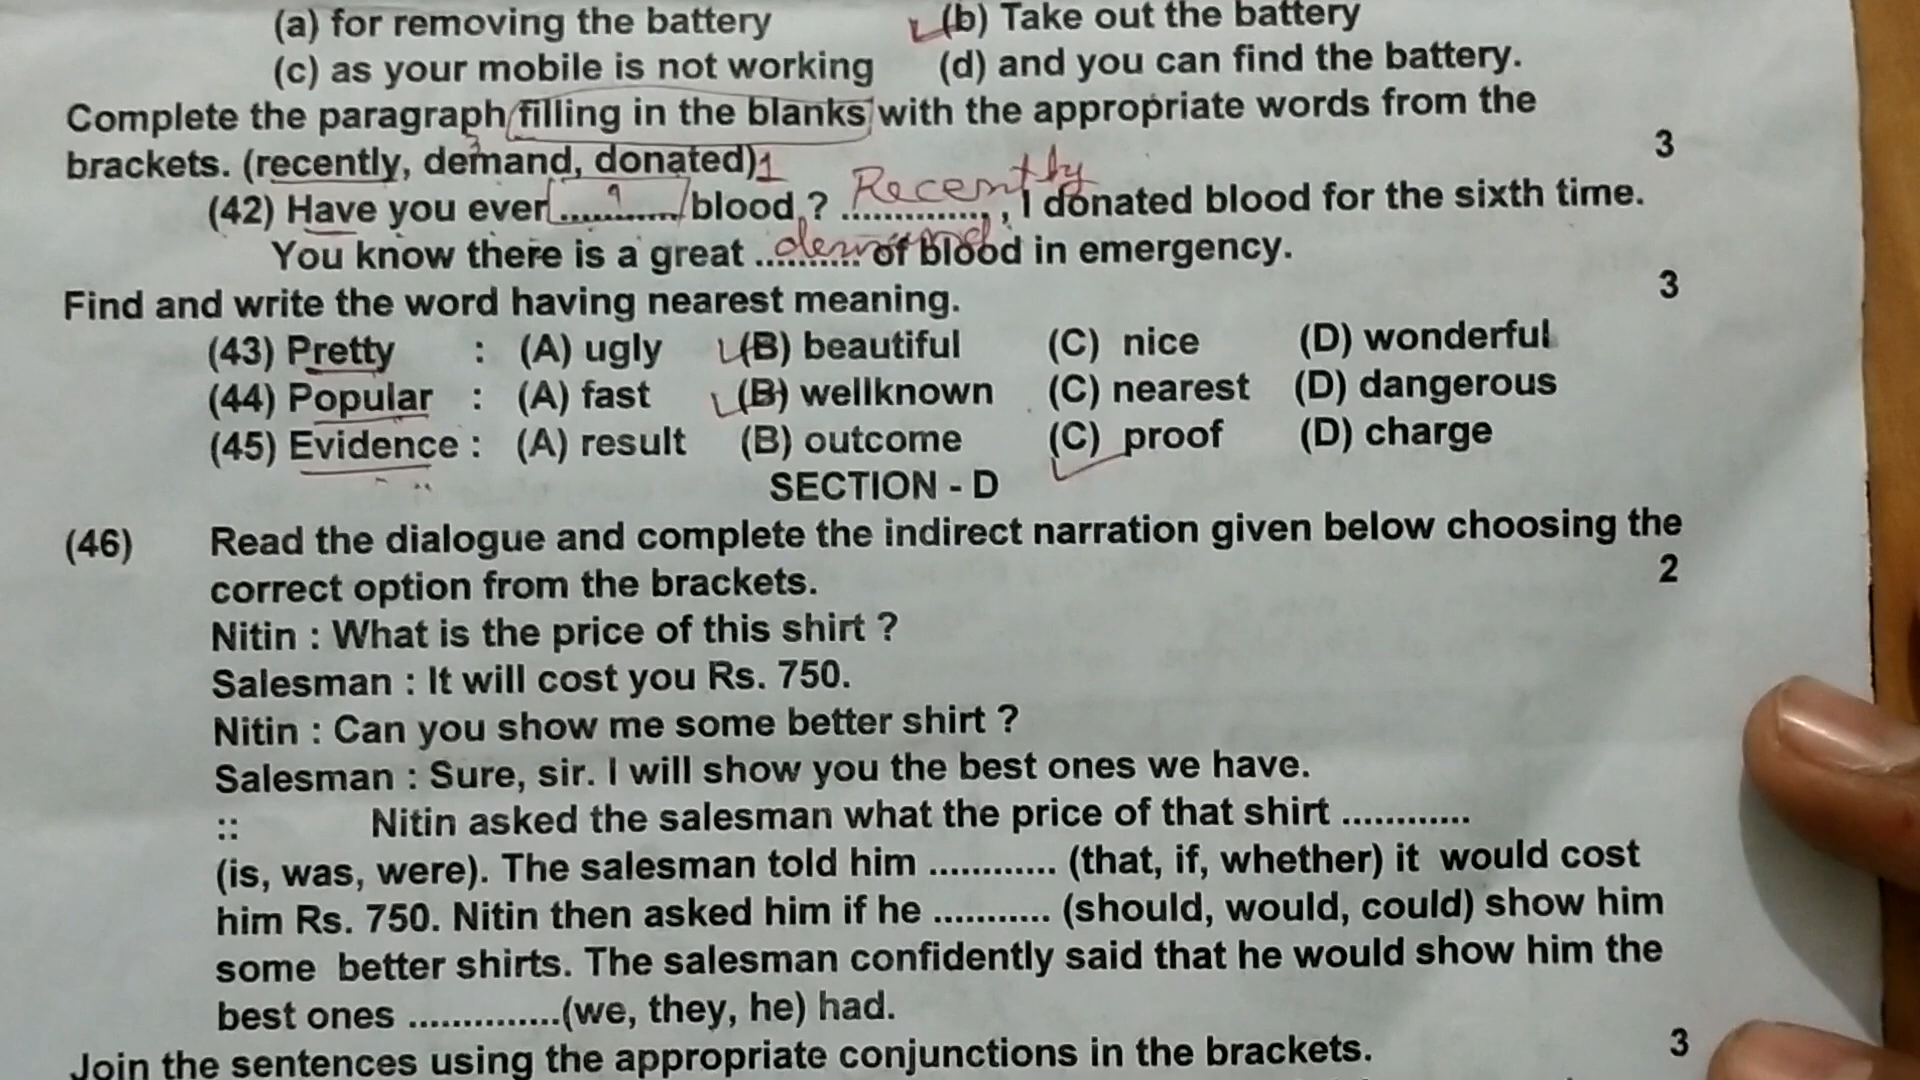 (a) for removing the battery (b) Take out the battery
(c) as your mobile is not working (d) and you can find the battery.
Complete the paragraph filling in the blanks with the appropriate words from the 3
brackets. (recently, demand, donated) 1
(42) Have you ever ............ blood ? Recently .............. , I donated blood for the sixth time.
You know there is a great demand .......... of blood in emergency.
Find and write the word having nearest meaning. 3
(43) Pretty : (A) ugly (B) beautiful (C) nice (D) wonderful
(44) Popular : (A) fast (B) wellknown (C) nearest (D) dangerous
(45) Evidence : (A) result (B) outcome (C) proof (D) charge
SECTION - D
(46) Read the dialogue and complete the indirect narration given below choosing the
correct option from the brackets. 2
Nitin : What is the price of this shirt ?
Salesman : It will cost you Rs. 750.
Nitin : Can you show me some better shirt ?
Salesman : Sure, sir. I will show you the best ones we have.
:: Nitin asked the salesman what the price of that shirt ............
(is, was, were). The salesman told him ............ (that, if, whether) it would cost
him Rs. 750. Nitin then asked him if he ........... (should, would, could) show him
some better shirts. The salesman confidently said that he would show him the
best ones ..............(we, they, he) had.
Join the sentences using the appropriate conjunctions in the brackets. 3